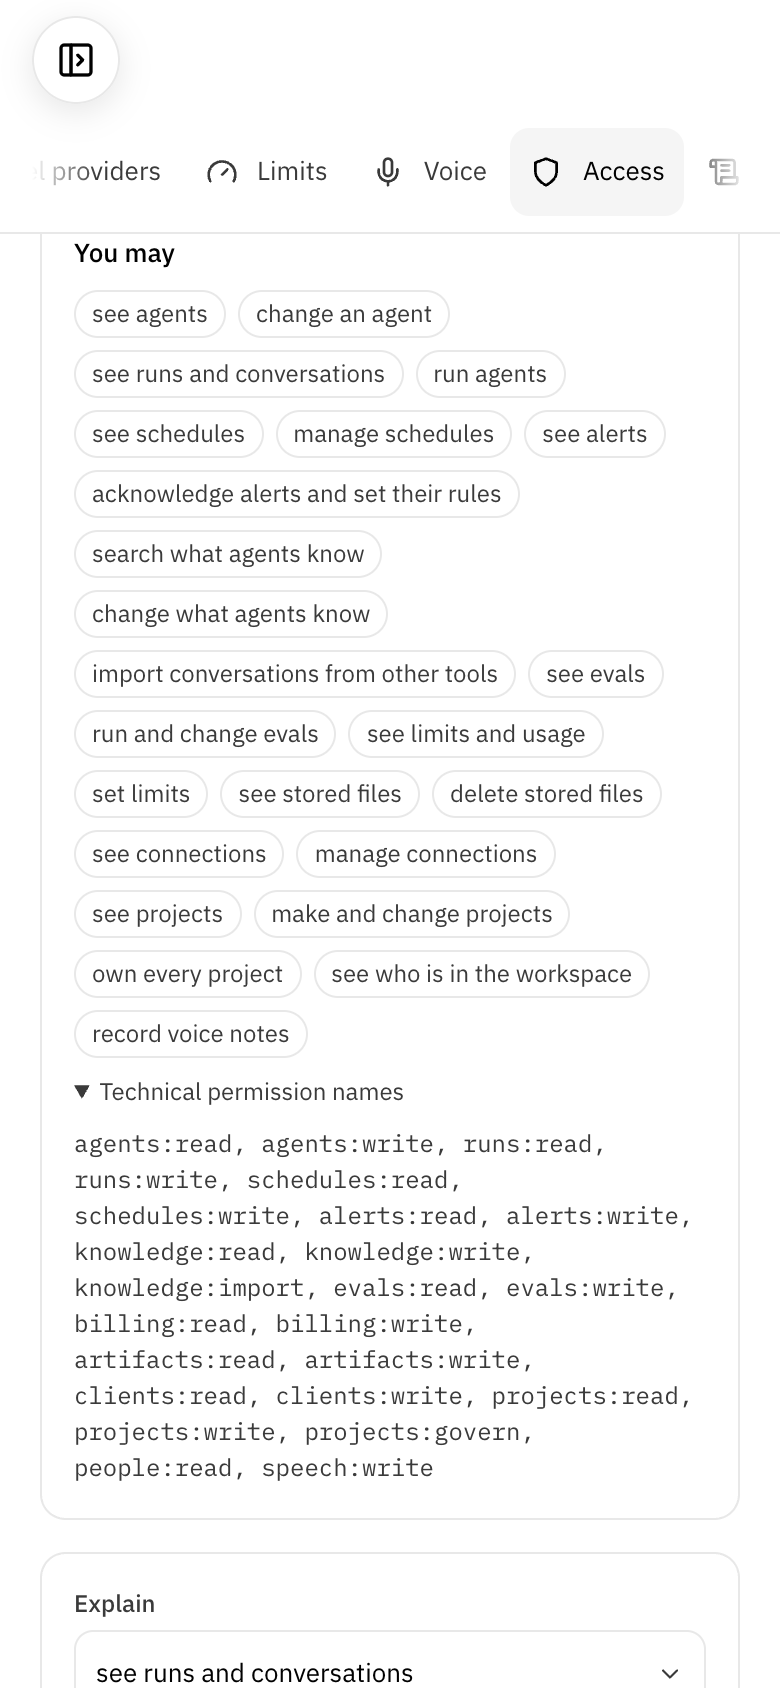 l providers Limits Voice Access
You may
see agents change an agent
see runs and conversations run agents
see schedules manage schedules see alerts
acknowledge alerts and set their rules
search what agents know
change what agents know
import conversations from other tools see evals
run and change evals see limits and usage
set limits see stored files delete stored files
see connections manage connections
see projects make and change projects
own every project see who is in the workspace
record voice notes
Technical permission names
agents:read, agents:write, runs:read,
runs:write, schedules:read,
schedules:write, alerts:read, alerts:write,
knowledge:read, knowledge:write,
knowledge:import, evals:read, evals:write,
billing:read, billing:write,
artifacts:read, artifacts:write,
clients:read, clients:write, projects:read,
projects:write, projects:govern,
people:read, speech:write
Explain
see runs and conversations